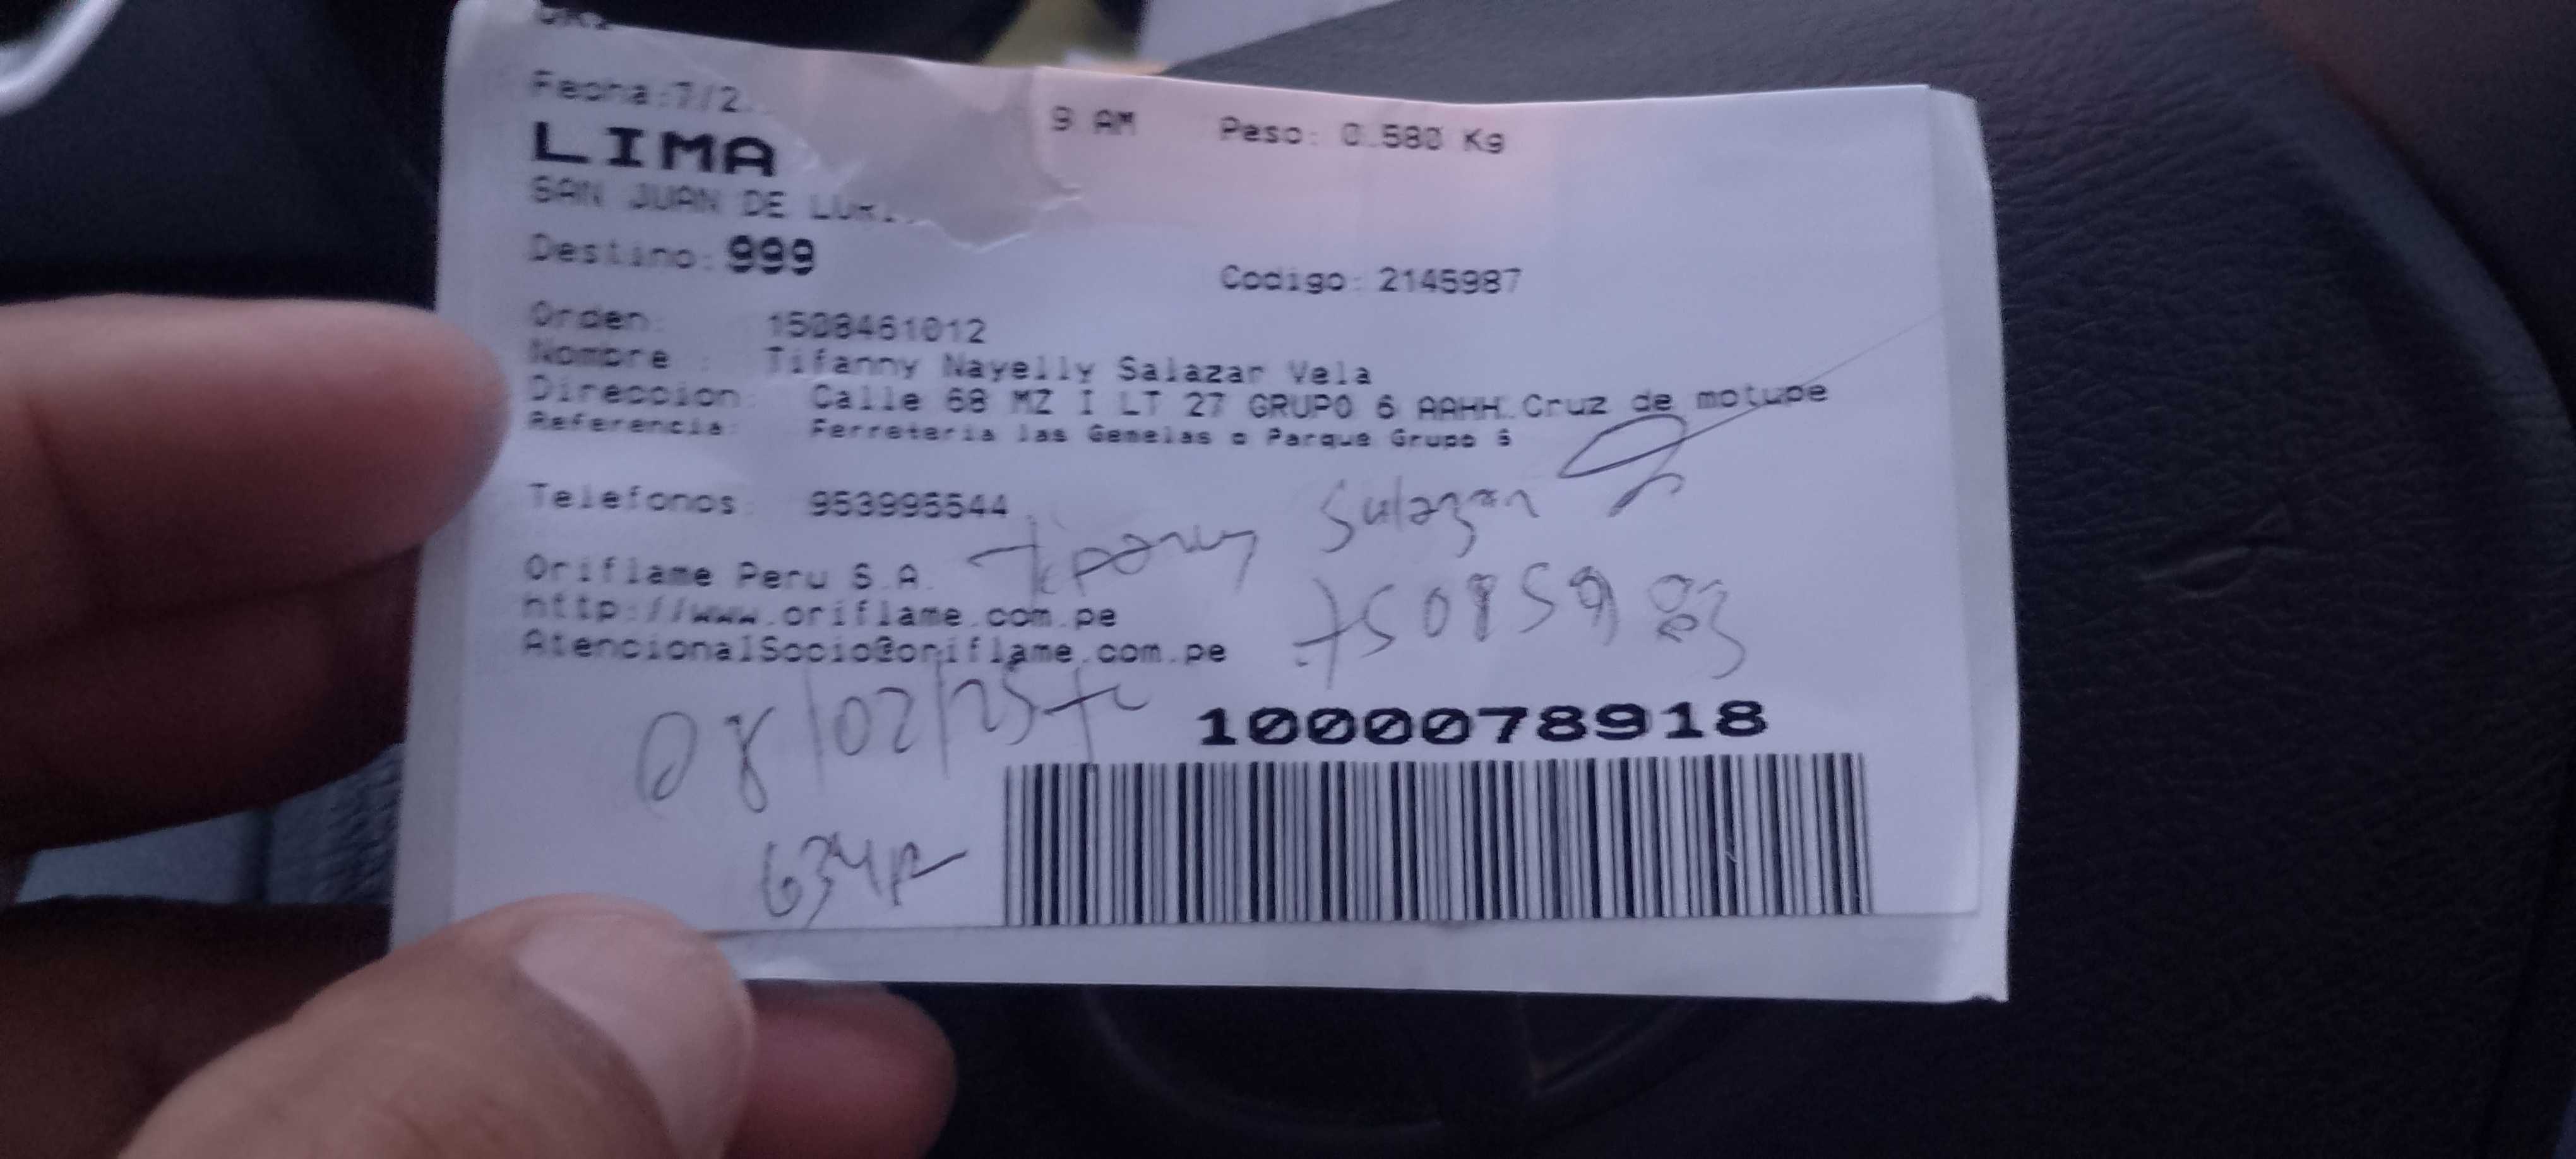 Fecha:7/2
9 AM Peso: 0.580 Kg
LIMA
SAN JUAN DE LUR
Destino: 999
Codigo: 2145987
Orden: 1508461012
Nombre : Tifanny Nayelly Salazar Vela
Direccion: Calle 68 MZ I LT 27 GRUPO 6 AAHH.Cruz de motupe
Referencia: Ferreteria las Gemelas o Parque Grupo 6
Telefonos: 953995544
Salazar
Oriflame Peru S.A.
http://www.oriflame.com.pe
AtencionalSocio@oriflame.com.pe
08/02/25
1000078918